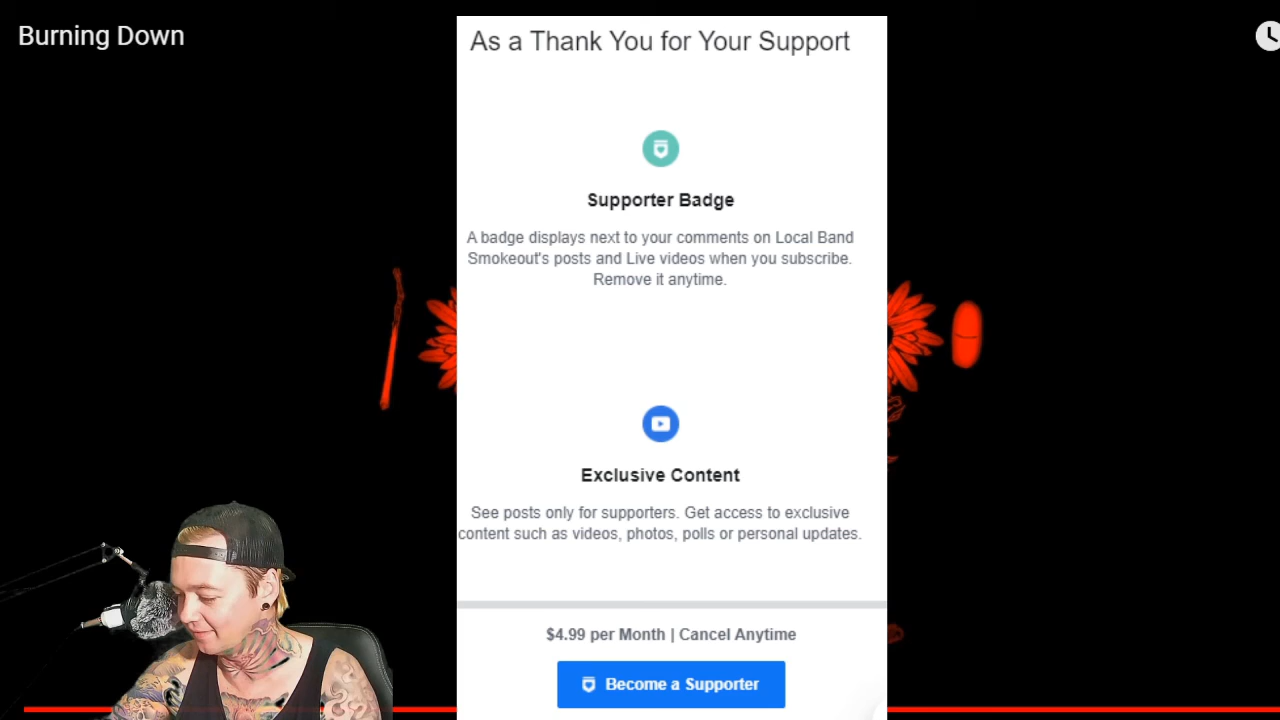 Burning Down
As a Thank You for Your Support
Supporter Badge
A badge displays next to your comments on Local Band
Smokeout's posts and Live videos when you subscribe.
Remove it anytime.
Exclusive Content
See posts only for supporters. Get access to exclusive
content such as videos, photos, polls or personal updates.
$4.99 per Month | Cancel Anytime
Become a Supporter